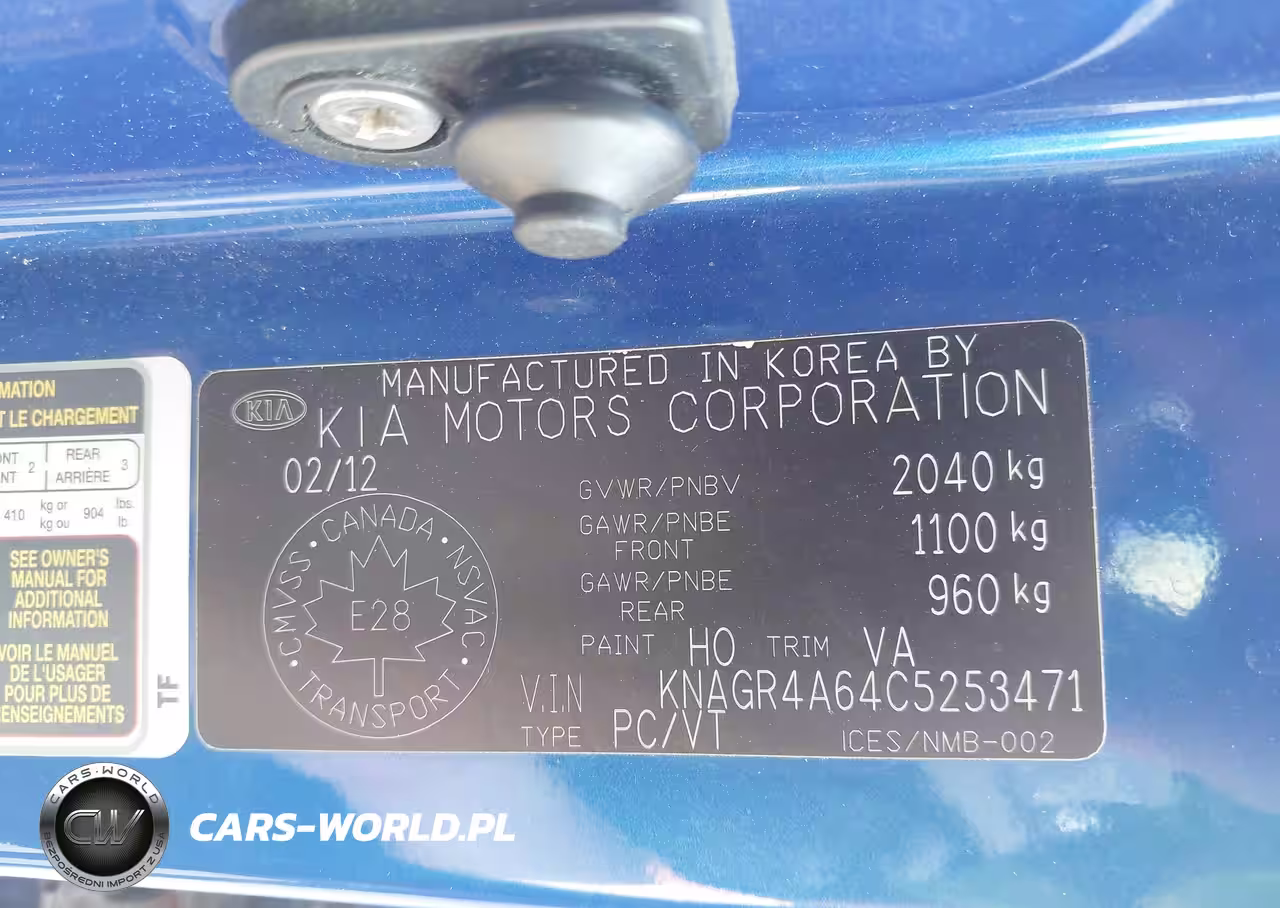 MANUFACTURED IN KOREA BY
KIA
KIA MOTORS CORPORATION
02/12
GVWR/PNBV 2040 kg
GAWR/PNBE FRONT 1100 kg
GAWR/PNBE REAR 960 kg
PAINT HO TRIM VA
V.I.N KNAGR4A64C5253471
TYPE PC/VT ICES/NMB-002
CANADA · NSVAC · TRANSPORT · CMVSS
E28
MATION
T LE CHARGEMENT
NT 2 REAR ARRIÈRE 3
410 kg or kg ou 904 lbs. lb.
SEE OWNER'S
MANUAL FOR
ADDITIONAL
INFORMATION
VOIR LE MANUEL
DE L'USAGER
POUR PLUS DE
ENSEIGNEMENTS
TF
CARS-WORLD
CW
BEZPOŚREDNI IMPORT Z USA
CARS-WORLD.PL